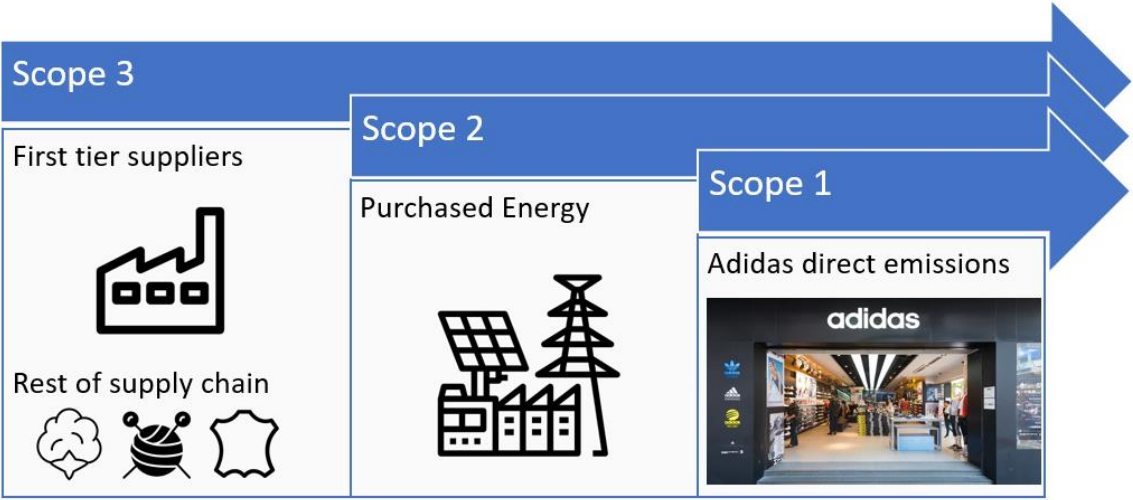 Scope 3
First tier suppliers
Rest of supply chain
Scope 2
Purchased Energy
Scope 1
Adidas direct emissions
adidas